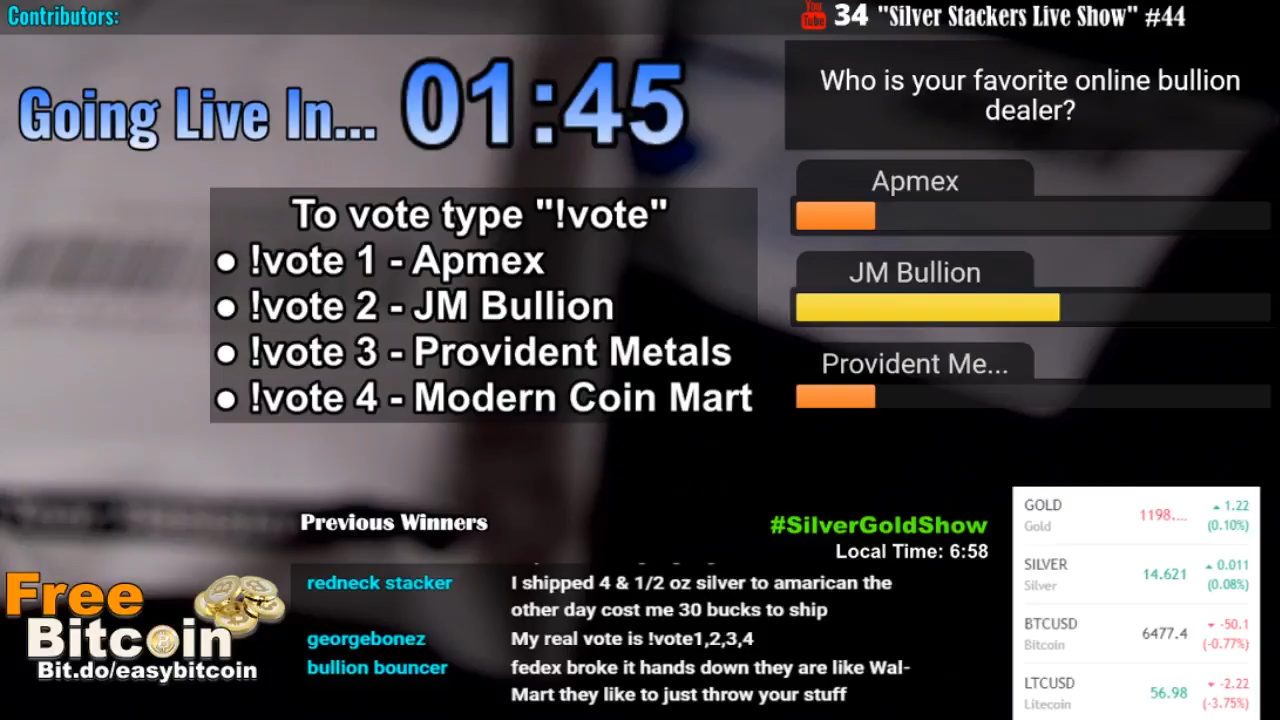 Contributors:
You Tube 34 "Silver Stackers Live Show" #44
Going Live In... 01:45
Who is your favorite online bullion
dealer?
To vote type "!vote"
● !vote 1 - Apmex
● !vote 2 - JM Bullion
● !vote 3 - Provident Metals
● !vote 4 - Modern Coin Mart
Apmex
JM Bullion
Provident Me...
Previous Winners
#SilverGoldShow
Local Time: 6:58
Free
Bitcoin
Bit.do/easybitcoin
redneck stacker I shipped 4 & 1/2 oz silver to amarican the
other day cost me 30 bucks to ship
georgebonez My real vote is !vote1,2,3,4
bullion bouncer fedex broke it hands down they are like Wal-
Mart they like to just throw your stuff
GOLD 1198.... ▲ 1.22
Gold (0.10%)
SILVER 14.621 ▲ 0.011
Silver (0.08%)
BTCUSD 6477.4 ▼ -50.1
Bitcoin (-0.77%)
LTCUSD 56.98 ▼ -2.22
Litecoin (-3.75%)